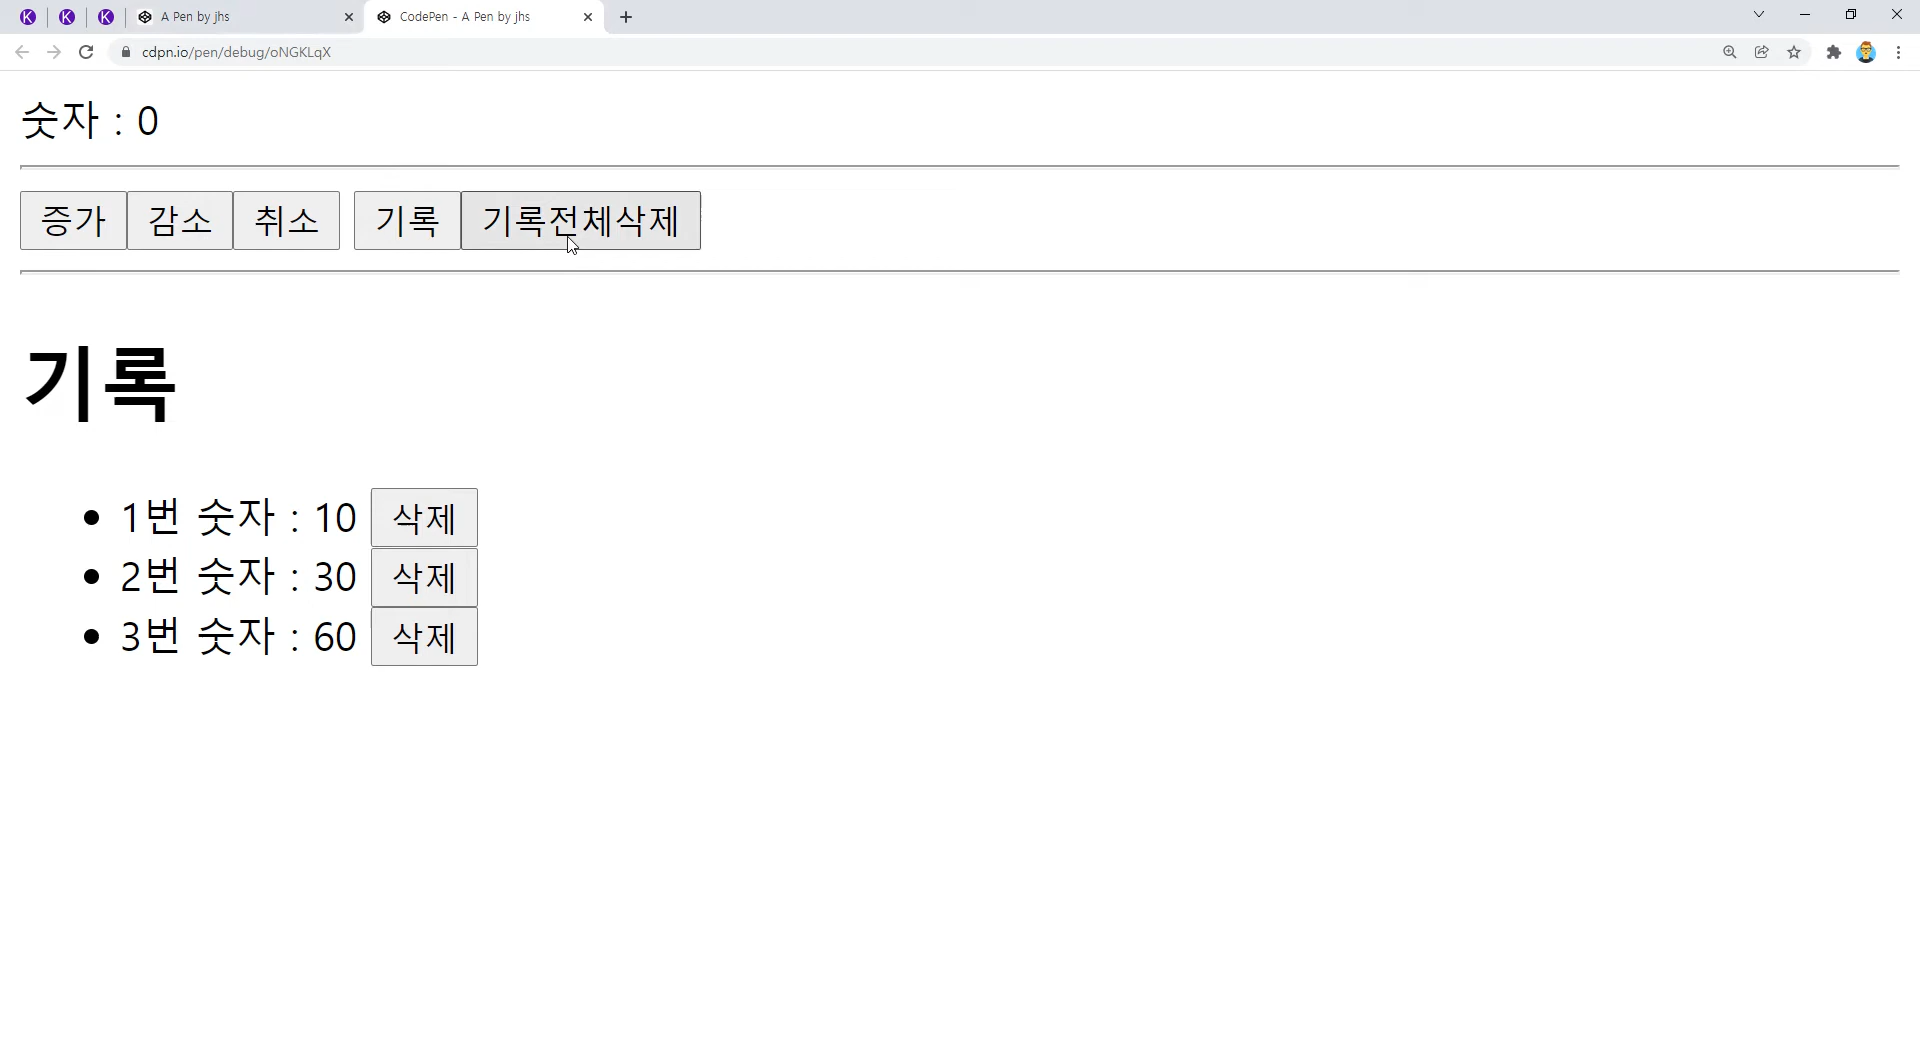 K
K
K
A Pen by jhs
CodePen - A Pen by jhs
cdpn.io/pen/debug/oNGKLqX
숫자 : 0
증가 감소 취소 기록 기록전체삭제
기록
1번 숫자 : 10 삭제
2번 숫자 : 30 삭제
3번 숫자 : 60 삭제